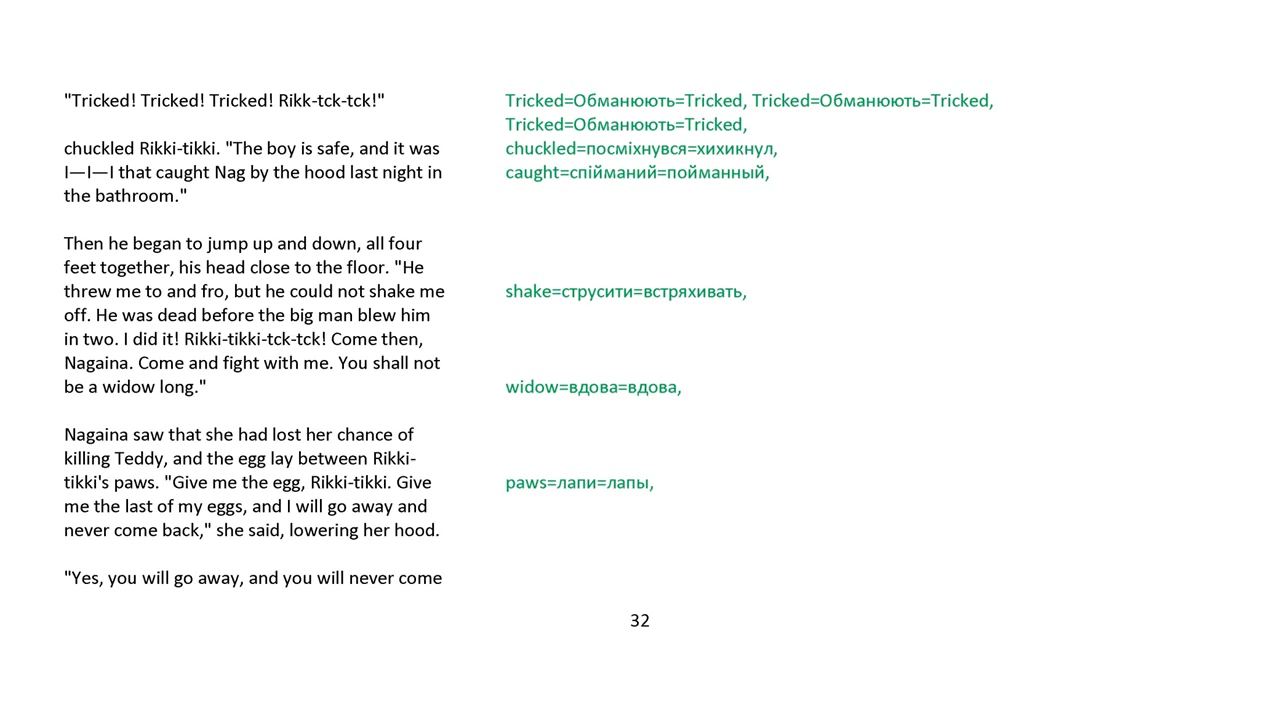 "Tricked! Tricked! Tricked! Rikk-tck-tck!"
Tricked=Обманюють=Tricked, Tricked=Обманюють=Tricked,
Tricked=Обманюють=Tricked,
chuckled Rikki-tikki. "The boy is safe, and it was
chuckled=посміхнувся=хихикнул,
I—I—I that caught Nag by the hood last night in
caught=спійманий=пойманный,
the bathroom."
Then he began to jump up and down, all four
feet together, his head close to the floor. "He
threw me to and fro, but he could not shake me
shake=струсити=встряхивать,
off. He was dead before the big man blew him
in two. I did it! Rikki-tikki-tck-tck! Come then,
Nagaina. Come and fight with me. You shall not
be a widow long."
widow=вдова=вдова,
Nagaina saw that she had lost her chance of
killing Teddy, and the egg lay between Rikki-
tikki's paws. "Give me the egg, Rikki-tikki. Give
paws=лапи=лапы,
me the last of my eggs, and I will go away and
never come back," she said, lowering her hood.
"Yes, you will go away, and you will never come
32